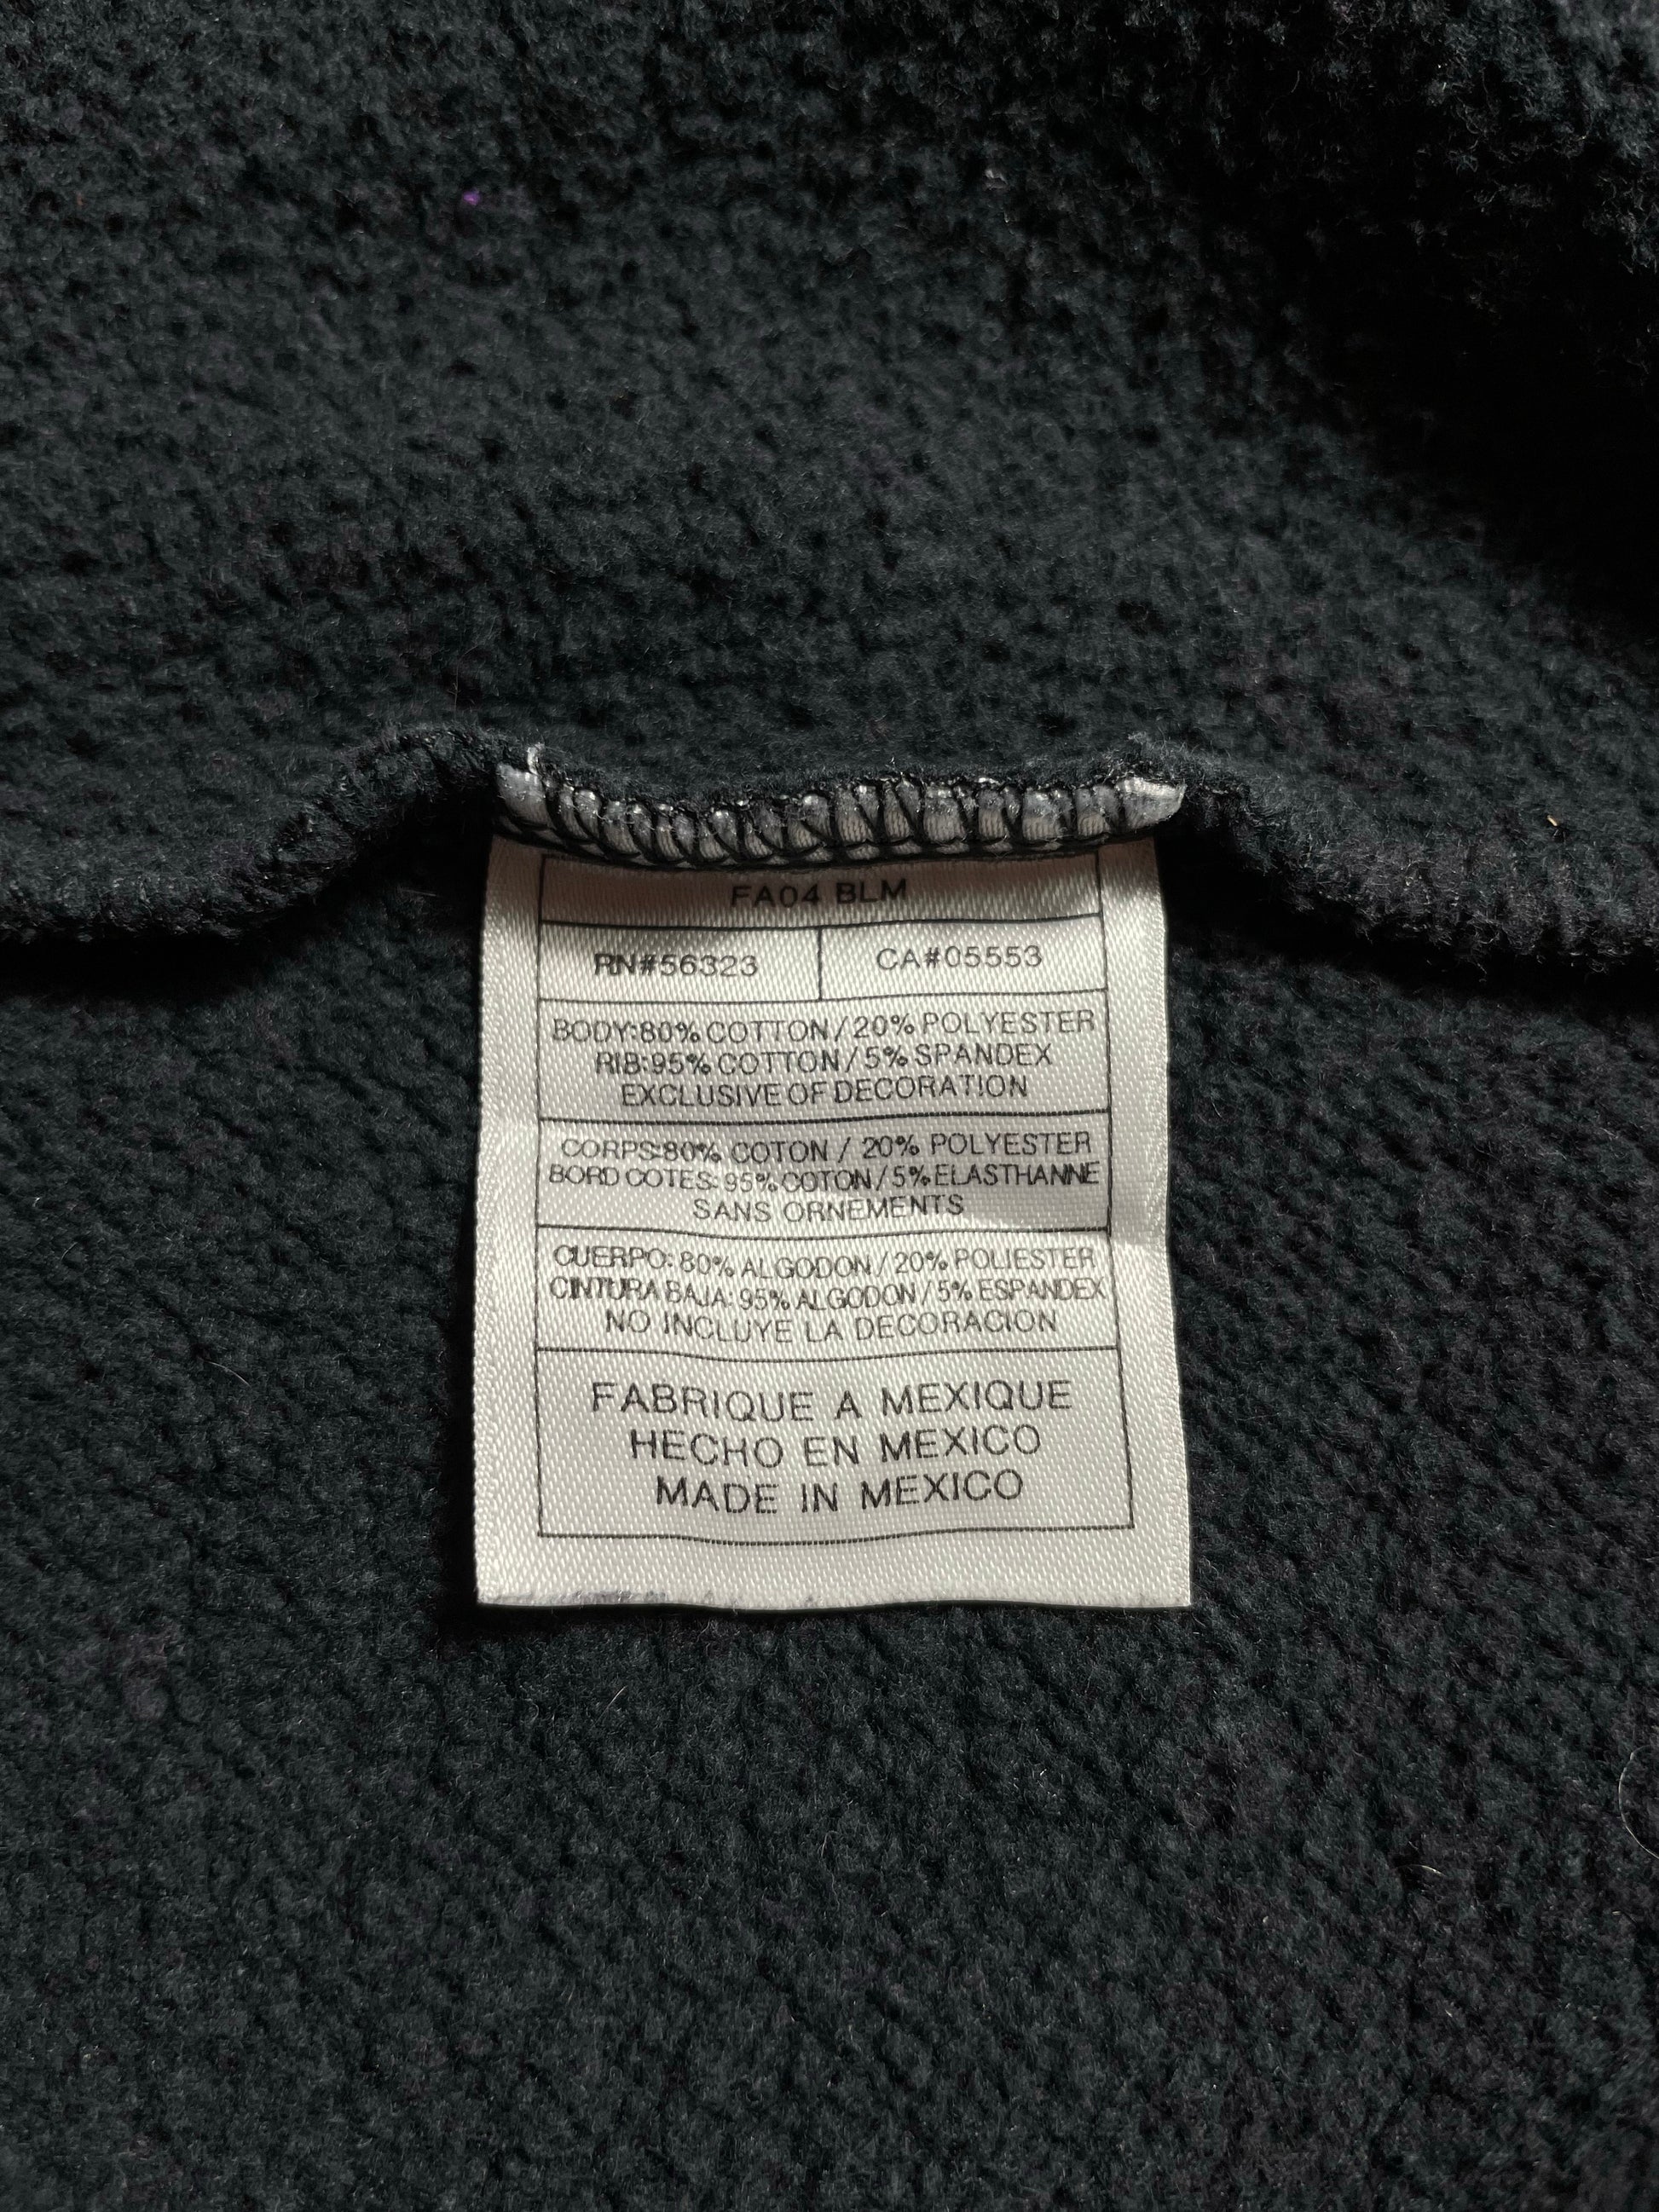 FA04 BLM
RN#56323
CA#05553
BODY:80% COTTON/20% POLYESTER
RIB:95% COTTON/5% SPANDEX
EXCLUSIVE OF DECORATION
CORPS:80% COTON / 20% POLYESTER
BORD COTES: 95% COTON/5% ELASTHANNE
SANS ORNEMENTS
CUERPO: 80% ALGODON/20% POLIESTER
CINTURA BAJA: 95% ALGODON/5% ESPANDEX
NO INCLUYE LA DECORACION
FABRIQUE A MEXIQUE
HECHO EN MEXICO
MADE IN MEXICO